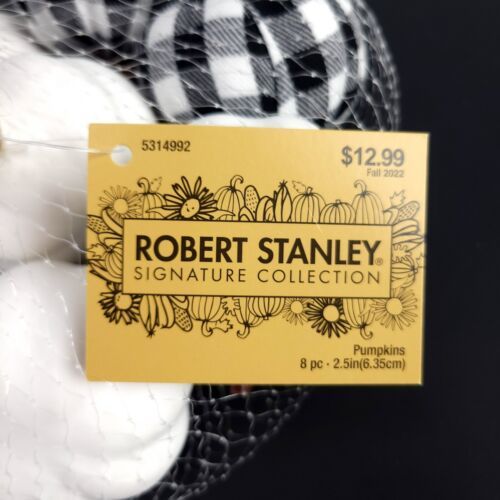 5314992
$12.99
Fall 2022
ROBERT STANLEY®
SIGNATURE COLLECTION
Pumpkins
8 pc · 2.5in(6.35cm)